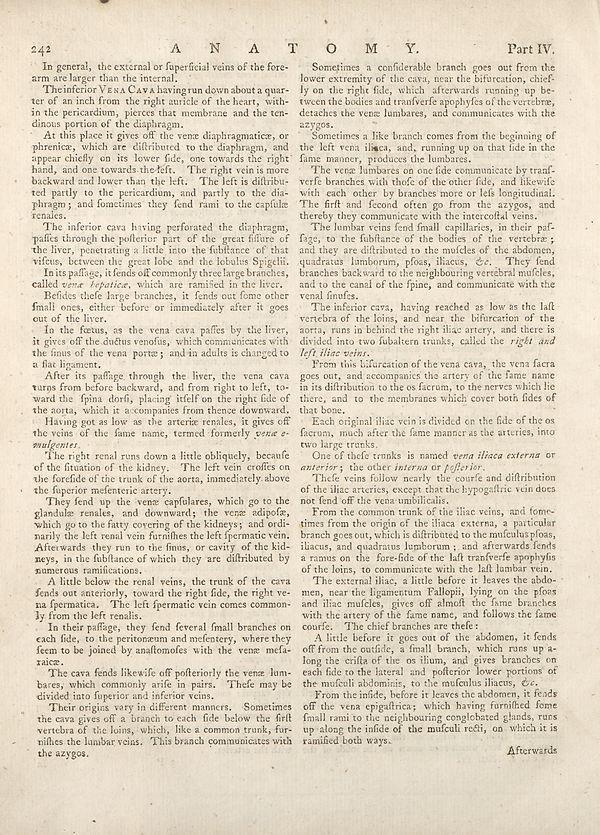 242 A N A T O M Y. Part IV.
In general, the external or ſuperficial veins of the fore-
arm are larger than the internal.
The inferior VENA CAVA having run down about a quar-
ter of an inch from the right auricle of the heart, with-
in the pericardium, pierces that membrane and the ten-
dinous portion of the diaphragm.
At this place it gives off the venæ diaphragmaticæ, or
phrenicæ, which are diſtributed to the diaphragm, and
appear chiefly on its lower ſide, one towards the right
hand, and one towards the left. The right vein is more
backward and lower than the left. The left is diſtribu-
ted partly to the pericardium, and partly to the dia-
phragm; and ſometimes they ſend rami to the capſulæ
renales.
The inferior cava having perforated the diaphragm,
paſſes through the poſterior part of the great fiſſure of
the liver, penetrating a little into the ſubſtance of that
viſcus, between the great lobe and the lobulus Spigelii.
In its paſſage, it ſends off commonly three large branches,
called venæ hepaticæ, which are ramified in the liver.
Beſides theſe large branches, it ſends out ſome other
ſmall ones, either before or immediately after it goes
out of the liver.
In the fœtus, as the vena cava paſſes by the liver,
it gives off the ductus venoſus, which communicates with
the ſinus of the vena portæ; and in adults is changed to
a flat ligament.
After its paſſage through the liver, the vena cava
turns from before backward, and from right to left, to-
ward the ſpina dorſi, placing itſelf on the right ſide of
the aorta, which it accompanies from thence downward.
Having got as low as the arteriæ renales, it gives off
the veins of the ſame name, termed formerly venæ e-
mulgentes.
The right renal runs down a little obliquely, becauſe
of the ſituation of the kidney. The left vein croſſes on
the foreſide of the trunk of the aorta, immediately above
the ſuperior meſenteric artery.
They ſend up the venæ capſulares, which go to the
glandulæ renales, and downward; the venæ adipoſæ,
which go to the fatty covering of the kidneys; and ordi-
narily the left renal vein furniſhes the left ſpermatic vein.
Afterwards they run to the ſinus, or cavity of the kid-
neys, in the ſubſtance of which they are diſtributed by
numerous ramifications.
A little below the renal veins, the trunk of the cava
ſends out anteriorly, toward the right ſide, the right ve-
na ſpermatica. The left ſpermatic vein comes common-
ly from the left renalis.
In their paſſage, they ſend ſeveral ſmall branches on
each ſide, to the peritonæum and meſentery, where they
ſeem to be joined by anaſtomoſes with the venæ meſa-
raicæ.
The cava ſends likewiſe off poſteriorly the venæ lum-
bares, which commonly ariſe in pairs. Theſe may be
divided into ſuperior and inferior veins.
Their origins vary in different manners. Sometimes
the cava gives off a branch to each ſide below the firſt
vertebra of the loins, which, like a common trunk, fur-
niſhes the lumbar veins. This branch communicates with
the azygos.
Sometimes a conſiderable branch goes out from the
lower extremity of the cava, near the bifurcation, chief-
ly on the right ſide, which afterwards running up be-
tween the bodies and tranſverſe apophyſes of the vertebræ,
detaches the venæ lumbares, and communicates with the
azygos.
Sometimes a like branch comes from the beginning of
the left vena iliaca, and, running up on that ſide in the
ſame manner, produces the lumbares.
The venæ lumbares on one ſide communicate by tranſ-
verſe branches with thoſe of the other ſide, and likewiſe
with each other by branches more or leſs longitudinal.
The firſt and ſecond often go from the azygos, and
thereby they communicate with the intercoſtal veins.
The lumbar veins ſend ſmall capillaries, in their paſ-
ſage, to the ſubſtance of the bodies of the vertebræ;
and they are diſtributed to the muſcles of the abdomen,
quadratus lumborum, pſoas, iliacus, &c. They ſend
branches backward to the neighbouring vertebral muſcles,
and to the canal of the ſpine, and communicate with the
venal ſinuſes.
The inferior cava, having reached as low as the laſt
vertebra of the loins, and near the bifurcation of the
aorta, runs in behind the right iliac artery, and there is
divided into two ſubaltern trunks, called the right and
left iliac veins.
From this bifurcation of the vena cava, the vena ſacra
goes out, and accompanies the artery of the ſame name
in its diſtribution to the os ſacrum, to the nerves which lie
there, and to the membranes which cover both ſides of
that bone.
Each original iliac vein is divided on the ſide of the os
ſacrum, much after the ſame manner as the arteries, into
two large trunks.
One of theſe trunks is named vena iliaca externa or
anterior; the other interna or poſterior.
Theſe veins follow nearly the courſe and diſtribution
of the iliac arteries, except that the hypogaſtric vein does
not ſend off the vena umbilicalis.
From the common trunk of the iliac veins, and ſome-
times from the origin of the iliaca externa, a particular
branch goes out, which is diſtributed to the muſculus pſoas,
iliacus, and quadratus lumborum; and afterwards ſends
a ramus on the fore-ſide of the laſt tranſverſe apophyſis
of the loins, to communicate with the laſt lumbar vein.
The external iliac, a little before it leaves the abdo-
men, near the ligamentum Fallopii, lying on the pſoas
and iliac muſcles, gives off almoſt the ſame branches
with the artery of the ſame name, and follows the ſame
courſe. The chief branches are theſe:
A little before it goes out of the abdomen, it ſends
off from the outſide, a ſmall branch, which runs up a-
long the criſta of the os ilium, and gives branches on
each ſide to the lateral and poſterior lower portions of
the muſculi abdominis, to the muſculus iliacus, &c.
From the inſide, before it leaves the abdomen, it ſends
off the vena epigaſtrica; which having furniſhed ſome
ſmall rami to the neighbouring conglobated glands, runs
up along the inſide of the muſculi recti, on which it is
ramified both ways.
Afterwards